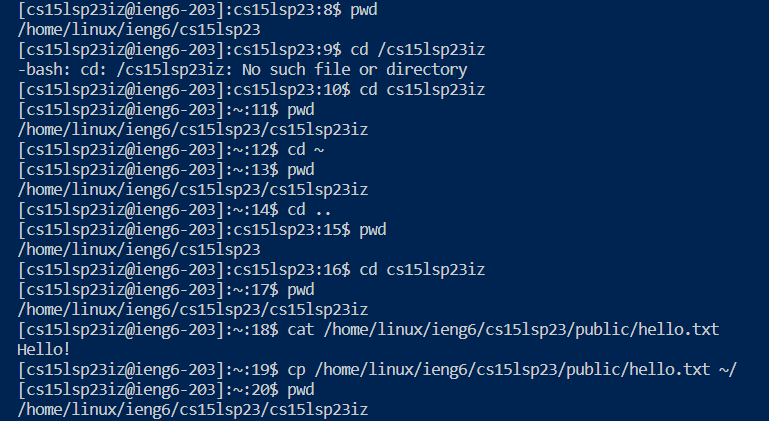 [cs15lsp23iz@ieng6-203]:cs15lsp23:8$ pwd
/home/linux/ieng6/cs15lsp23
[cs15lsp23iz@ieng6-203]:cs15lsp23:9$ cd /cs15lsp23iz
-bash: cd: /cs15lsp23iz: No such file or directory
[cs15lsp23iz@ieng6-203]:cs15lsp23:10$ cd cs15lsp23iz
[cs15lsp23iz@ieng6-203]:~:11$ pwd
/home/linux/ieng6/cs15lsp23/cs15lsp23iz
[cs15lsp23iz@ieng6-203]:~:12$ cd ~
[cs15lsp23iz@ieng6-203]:~:13$ pwd
/home/linux/ieng6/cs15lsp23/cs15lsp23iz
[cs15lsp23iz@ieng6-203]:~:14$ cd ..
[cs15lsp23iz@ieng6-203]:cs15lsp23:15$ pwd
/home/linux/ieng6/cs15lsp23
[cs15lsp23iz@ieng6-203]:cs15lsp23:16$ cd cs15lsp23iz
[cs15lsp23iz@ieng6-203]:~:17$ pwd
/home/linux/ieng6/cs15lsp23/cs15lsp23iz
[cs15lsp23iz@ieng6-203]:~:18$ cat /home/linux/ieng6/cs15lsp23/public/hello.txt
Hello!
[cs15lsp23iz@ieng6-203]:~:19$ cp /home/linux/ieng6/cs15lsp23/public/hello.txt ~/
[cs15lsp23iz@ieng6-203]:~:20$ pwd
/home/linux/ieng6/cs15lsp23/cs15lsp23iz